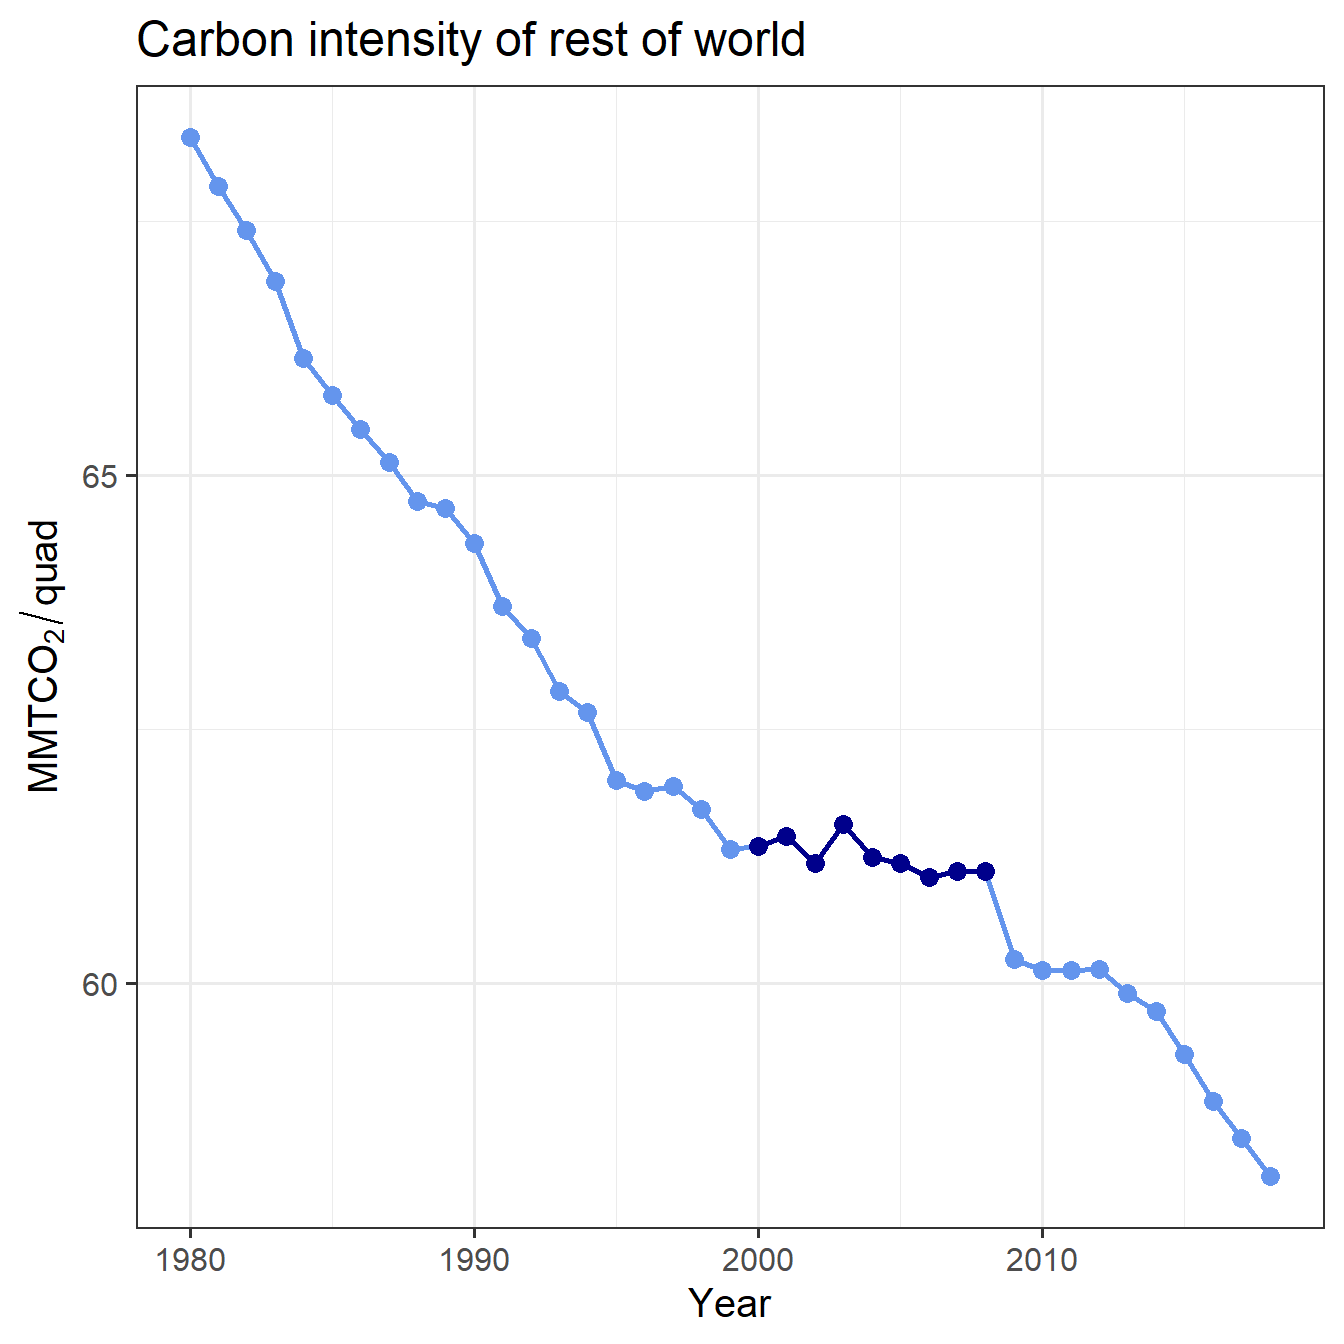 Carbon intensity of rest of world
MMTCO₂/ quad
65
60
1980 1990 2000 2010
Year